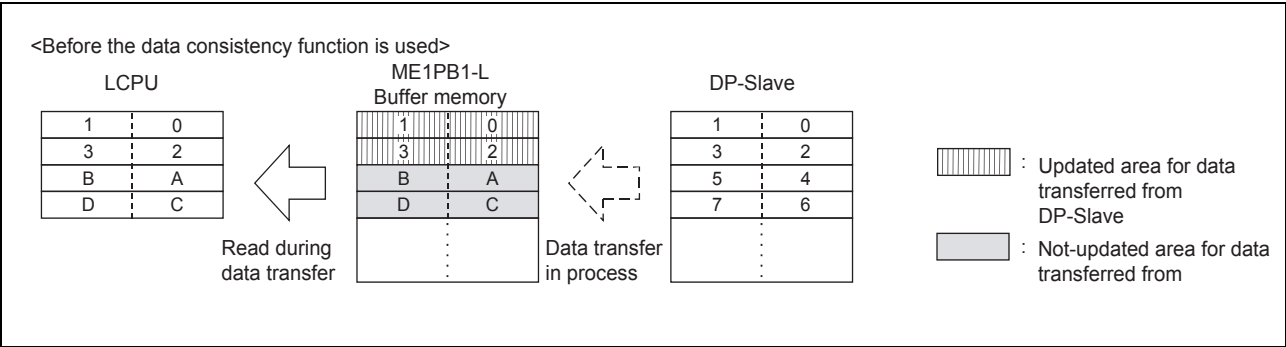 <Before the data consistency function is used>
LCPU
ME1PB1-L
Buffer memory
DP-Slave
1 0
3 2
B A
D C
1 0
3 2
B A
D C
1 0
3 2
5 4
7 6
Read during
data transfer
Data transfer
in process
: Updated area for data
transferred from
DP-Slave
: Not-updated area for data
transferred from